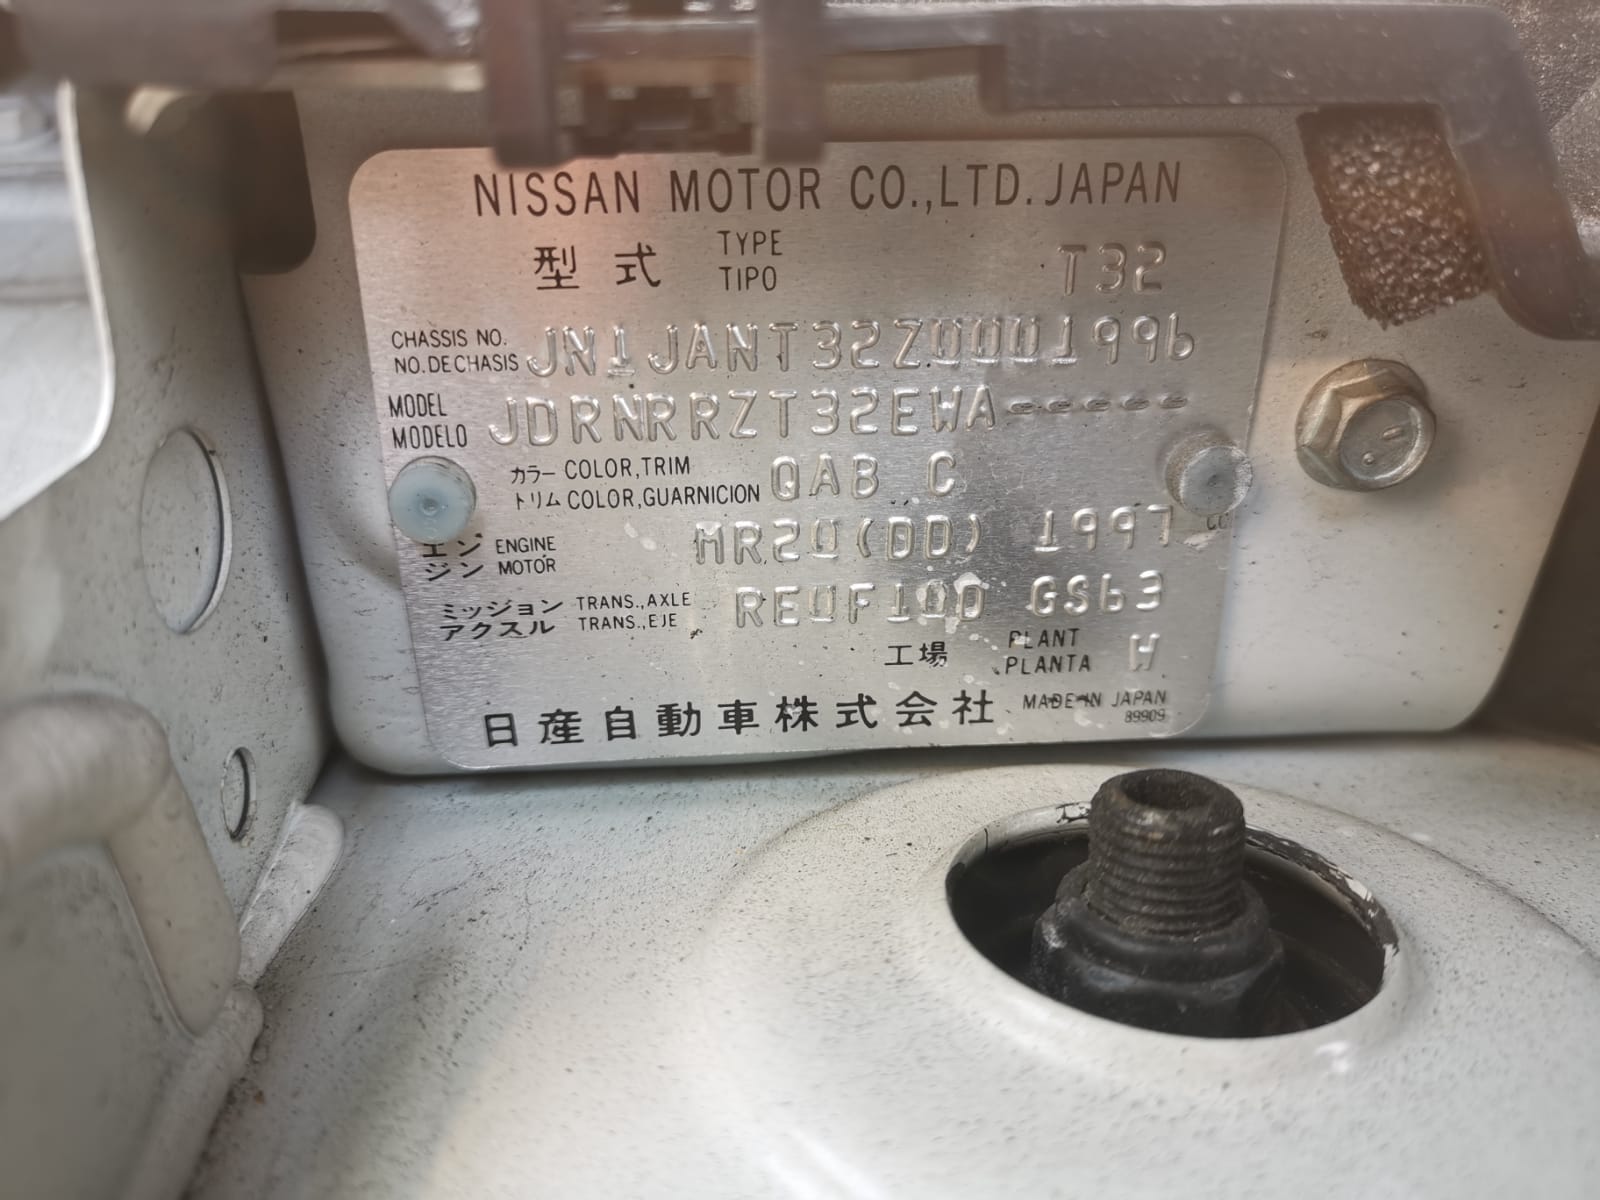 NISSAN MOTOR CO.,LTD. JAPAN
型式 TYPE T32
TIPO
CHASSIS NO. JN1JANT32Z0001996
NO. DE CHASIS
MODEL JDRNRRZT32EWA-----
MODELO
カラー COLOR,TRIM QAB C
トリム COLOR,GUARNICION
エン ENGINE MR20(DD) 1997 CC
ジン MOTOR
ミッション TRANS.,AXLE RE0F10D GS63
アクスル TRANS.,EJE
工場 PLANT W
PLANTA
日産自動車株式会社 MADE IN JAPAN
89909